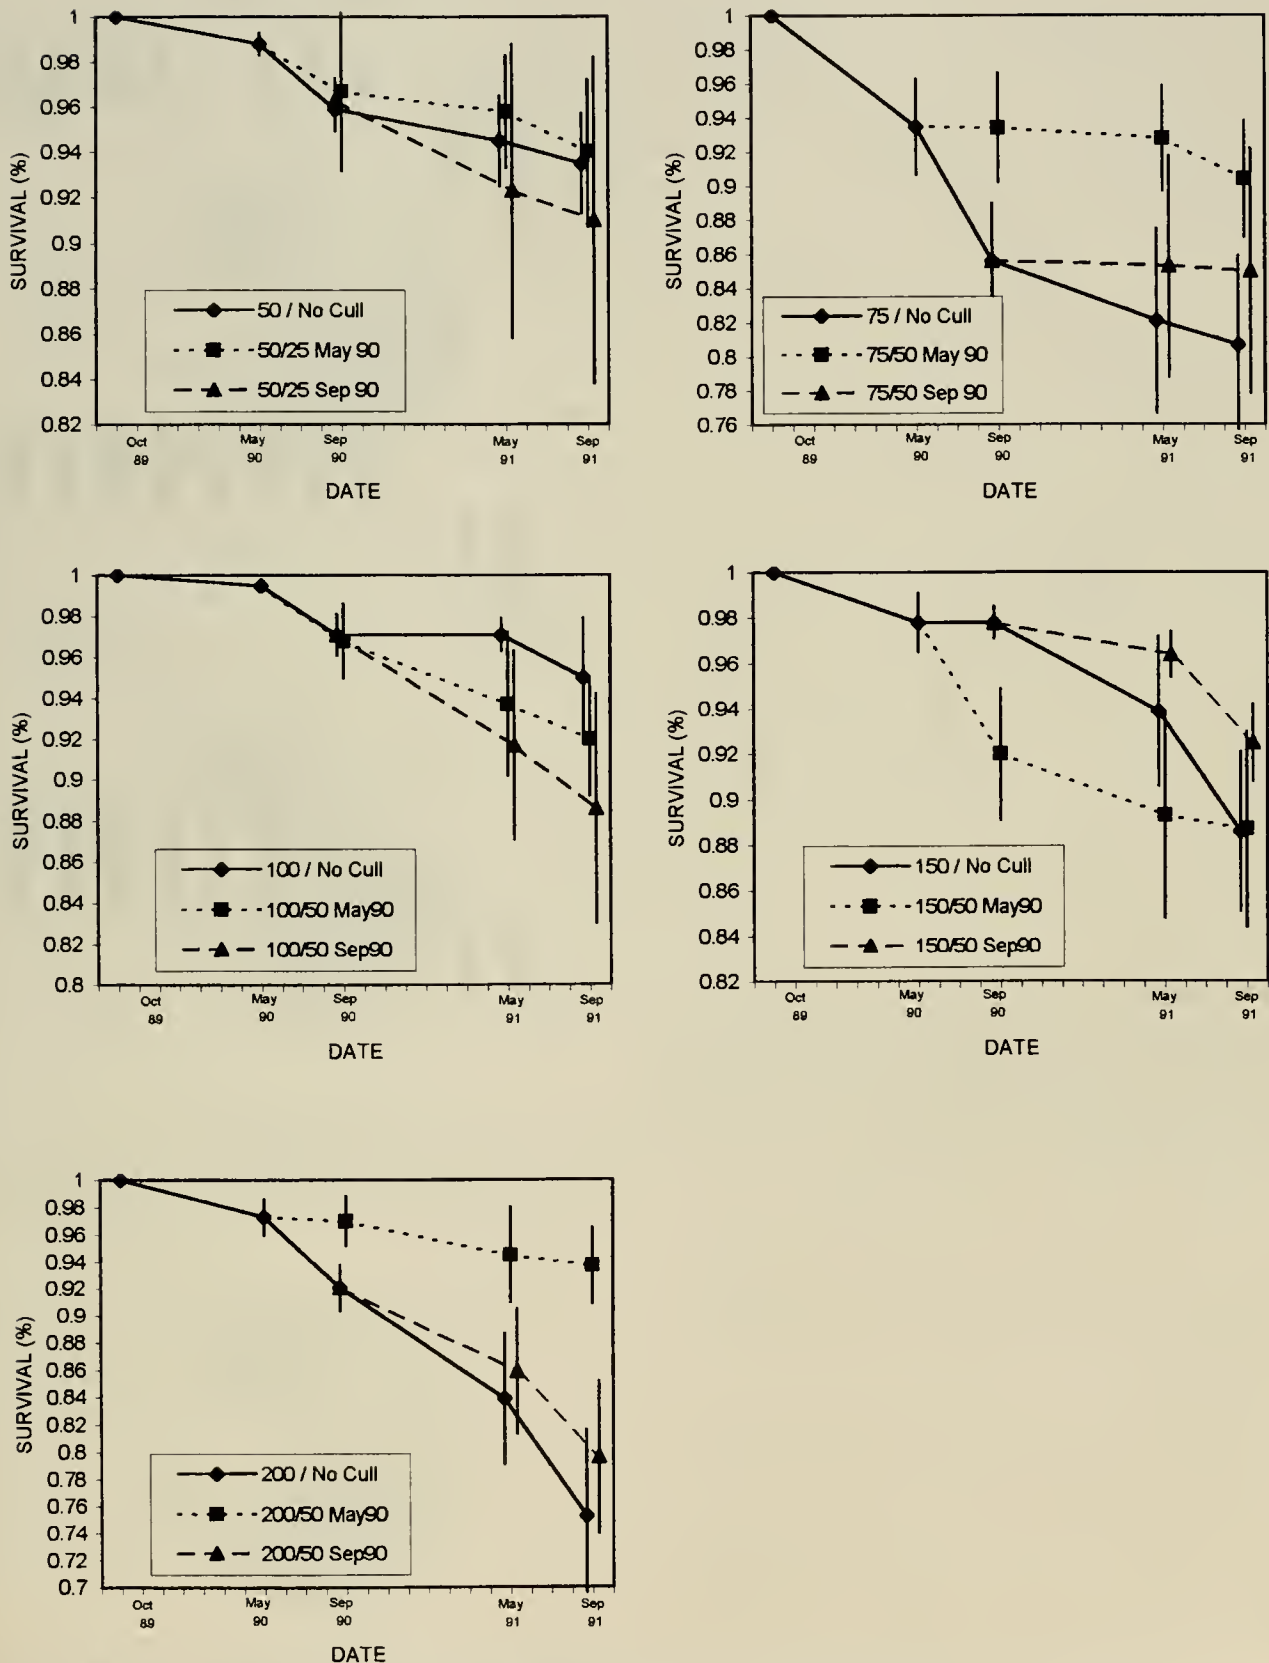 1
0.98
0.96
0.94
0.92
0.9
0.88
0.86
0.84
0.82
SURVIVAL (%)
50 / No Cull
50/25 May 90
50/25 Sep 90
Oct 89
May 90
Sep 90
May 91
Sep 91
DATE
1
0.98
0.96
0.94
0.92
0.9
0.88
0.86
0.84
0.82
0.8
0.78
0.76
SURVIVAL (%)
75 / No Cull
75/50 May 90
75/50 Sep 90
Oct 89
May 90
Sep 90
May 91
Sep 91
DATE
1
0.98
0.96
0.94
0.92
0.9
0.88
0.86
0.84
0.82
0.8
SURVIVAL (%)
100 / No Cull
100/50 May90
100/50 Sep90
Oct 89
May 90
Sep 90
May 91
Sep 91
DATE
1
0.98
0.96
0.94
0.92
0.9
0.88
0.86
0.84
0.82
SURVIVAL (%)
150 / No Cull
150/50 May90
150/50 Sep90
Oct 89
May 90
Sep 90
May 91
Sep 91
DATE
1
0.98
0.96
0.94
0.92
0.9
0.88
0.86
0.84
0.82
0.8
0.78
0.76
0.74
0.72
0.7
SURVIVAL (%)
200 / No Cull
200/50 May90
200/50 Sep90
Oct 89
May 90
Sep 90
May 91
Sep 91
DATE